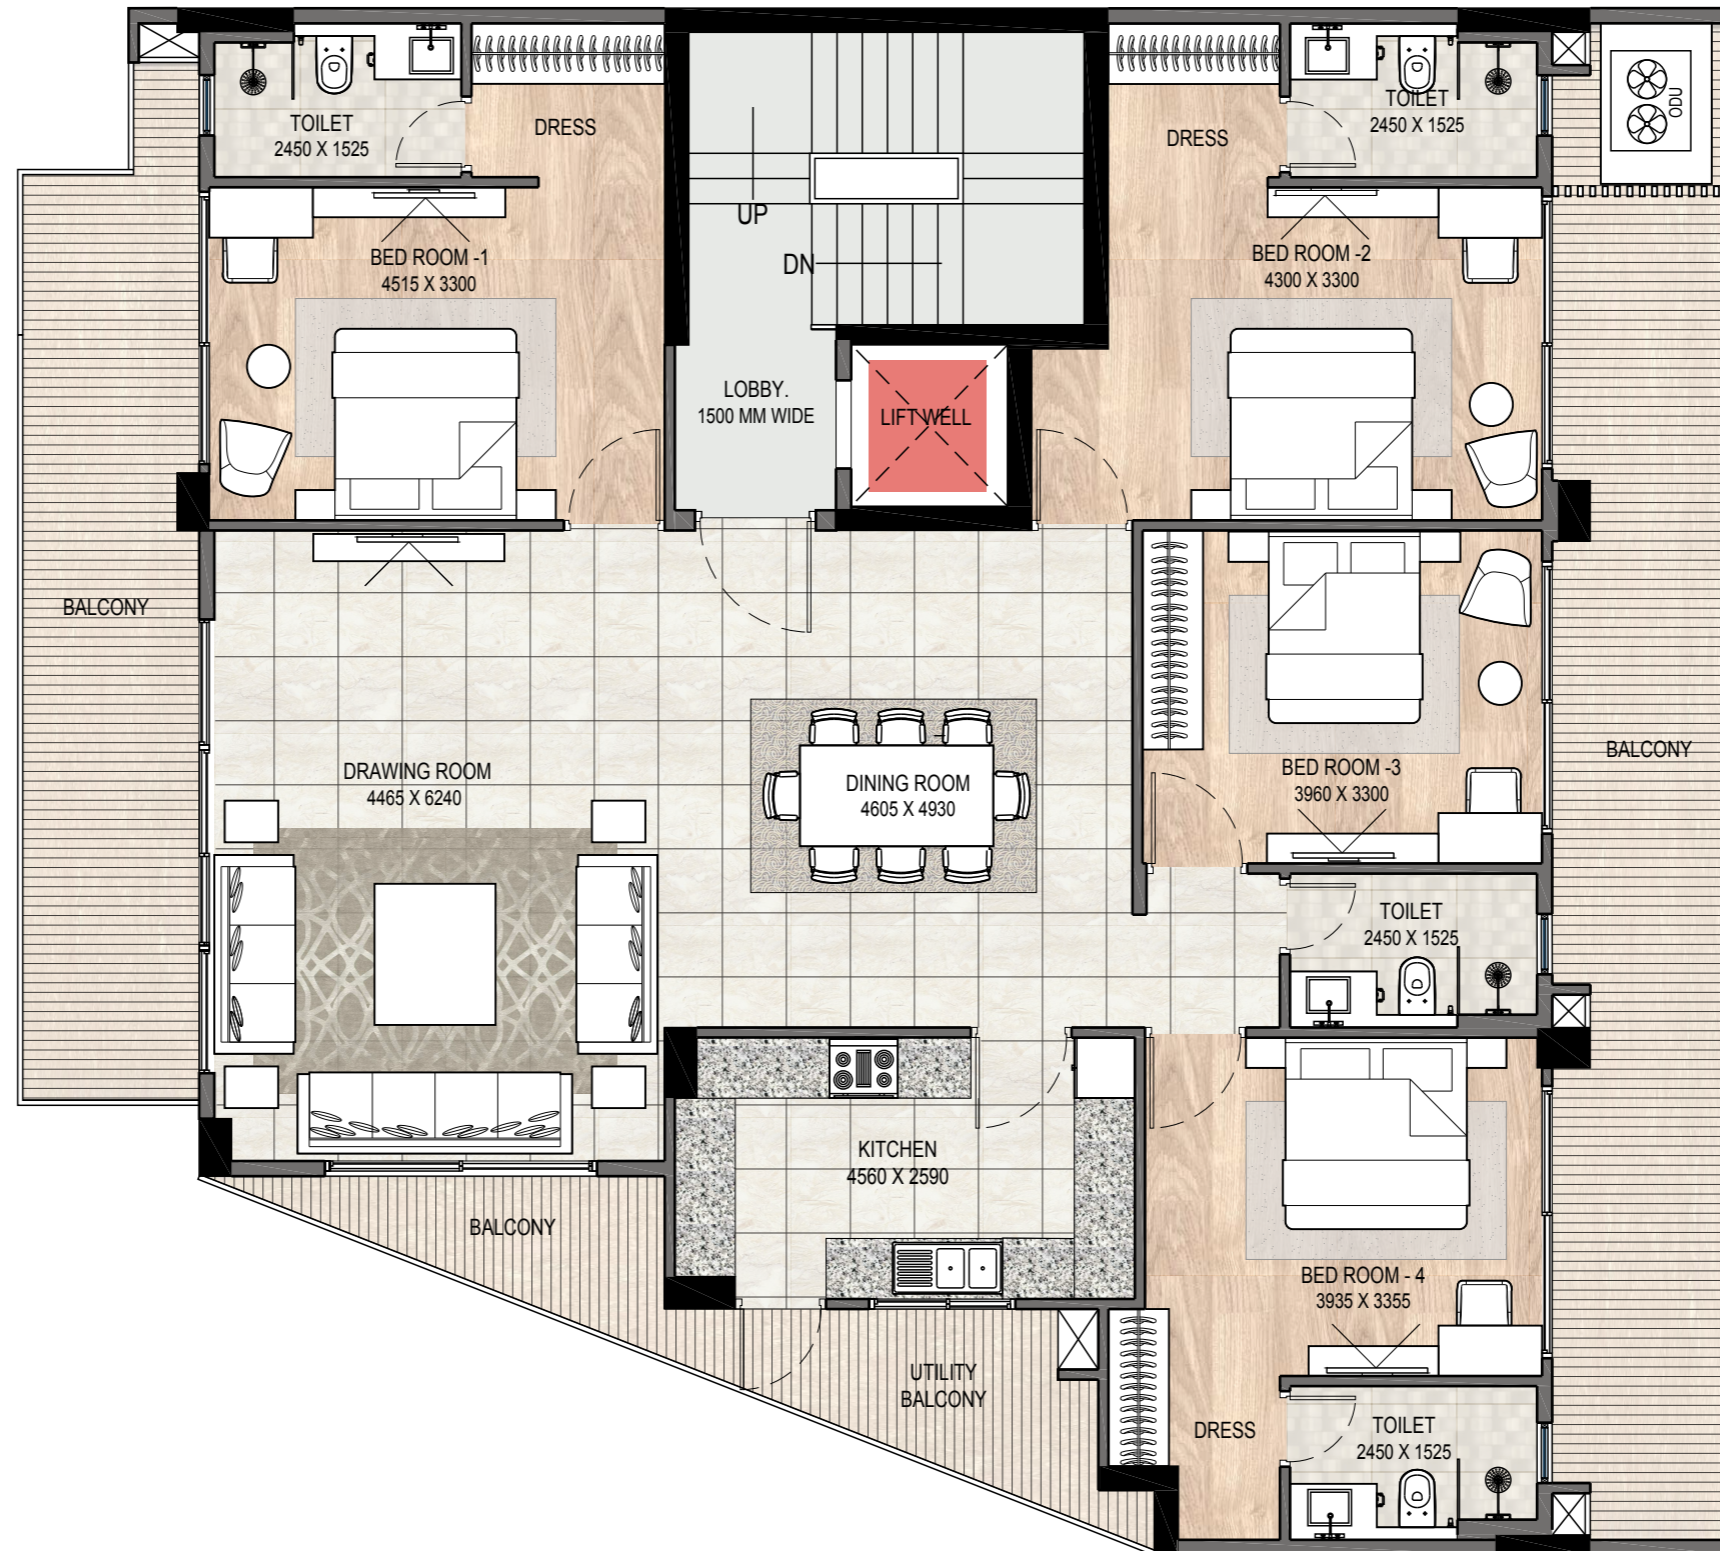 TOILET
2450 X 1525
DRESS
UP
DN
DRESS
TOILET
2450 X 1525
ODU
BED ROOM -1
4515 X 3300
BED ROOM -2
4300 X 3300
LOBBY.
1500 MM WIDE
LIFT WELL
BALCONY
DRAWING ROOM
4465 X 6240
DINING ROOM
4605 X 4930
BED ROOM -3
3960 X 3300
BALCONY
TOILET
2450 X 1525
KITCHEN
4560 X 2590
BALCONY
BED ROOM - 4
3935 X 3355
UTILITY
BALCONY
DRESS
TOILET
2450 X 1525